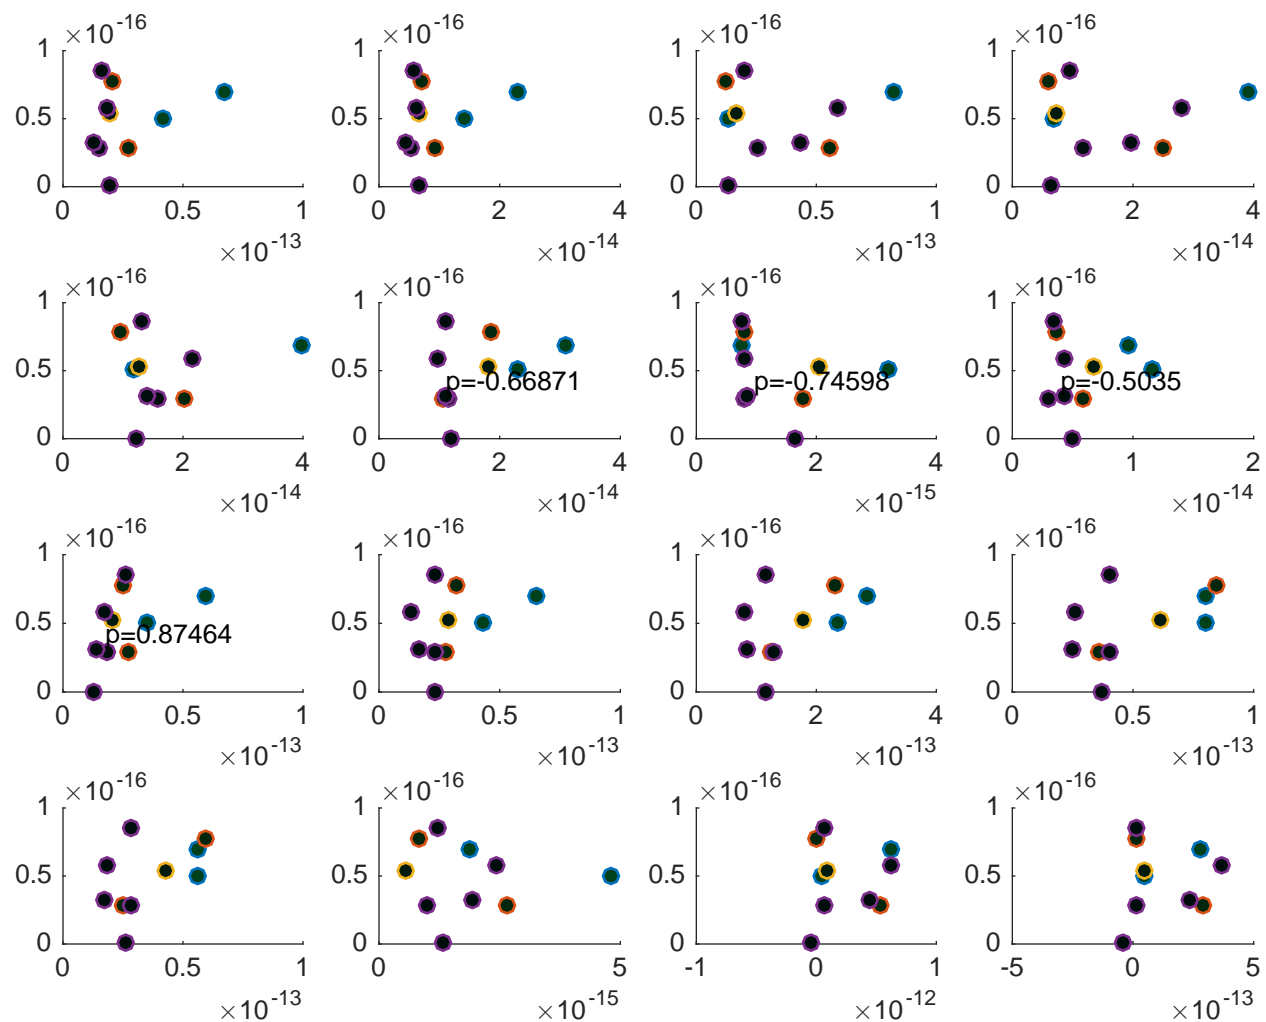 ×10-16 ×10-16 ×10-16 ×10-16
1 1 1 1
0.5 0.5 0.5 0.5
0 0 0 0
0 0.5 1 0 2 4 0 0.5 1 0 2 4
×10-13 ×10-14 ×10-13 ×10-14
×10-16 ×10-16 ×10-16 ×10-16
1 1 1 1
0.5 0.5 0.5 0.5
p=-0.66871 p=-0.74598 p=-0.5035
0 0 0 0
0 2 4 0 2 4 0 2 4 0 1 2
×10-14 ×10-14 ×10-15 ×10-14
×10-16 ×10-16 ×10-16 ×10-16
1 1 1 1
0.5 0.5 0.5 0.5
p=0.87464
0 0 0 0
0 0.5 1 0 0.5 1 0 2 4 0 0.5 1
×10-13 ×10-13 ×10-13 ×10-13
×10-16 ×10-16 ×10-16 ×10-16
1 1 1 1
0.5 0.5 0.5 0.5
0 0 0 0
0 0.5 1 0 5 -1 0 1 -5 0 5
×10-13 ×10-15 ×10-12 ×10-13